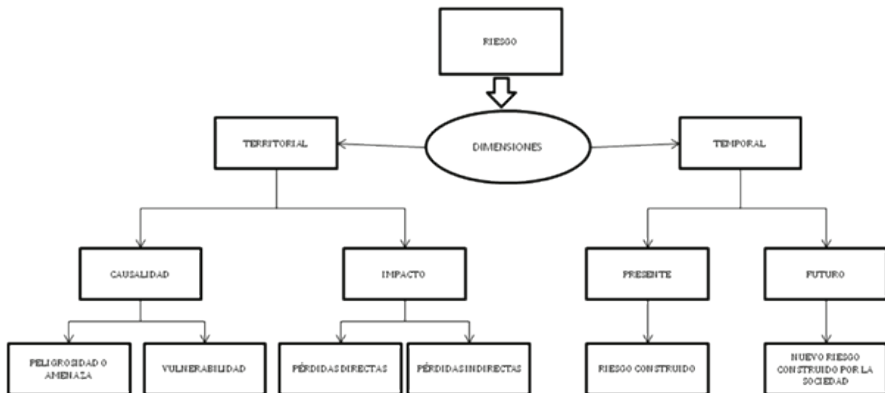 RIESGO
DIMENSIONES
TERRITORIAL
TEMPORAL
CAUSALIDAD
IMPACTO
PRESENTE
FUTURO
PELIGROSIDAD O
AMENAZA
VULNERABILIDAD
PÉRDIDAS DIRECTAS
PÉRDIDAS INDIRECTAS
RIESGO CONSTRUIDO
NUEVO RIESGO
CONSTRUIDO POR LA
SOCIEDAD